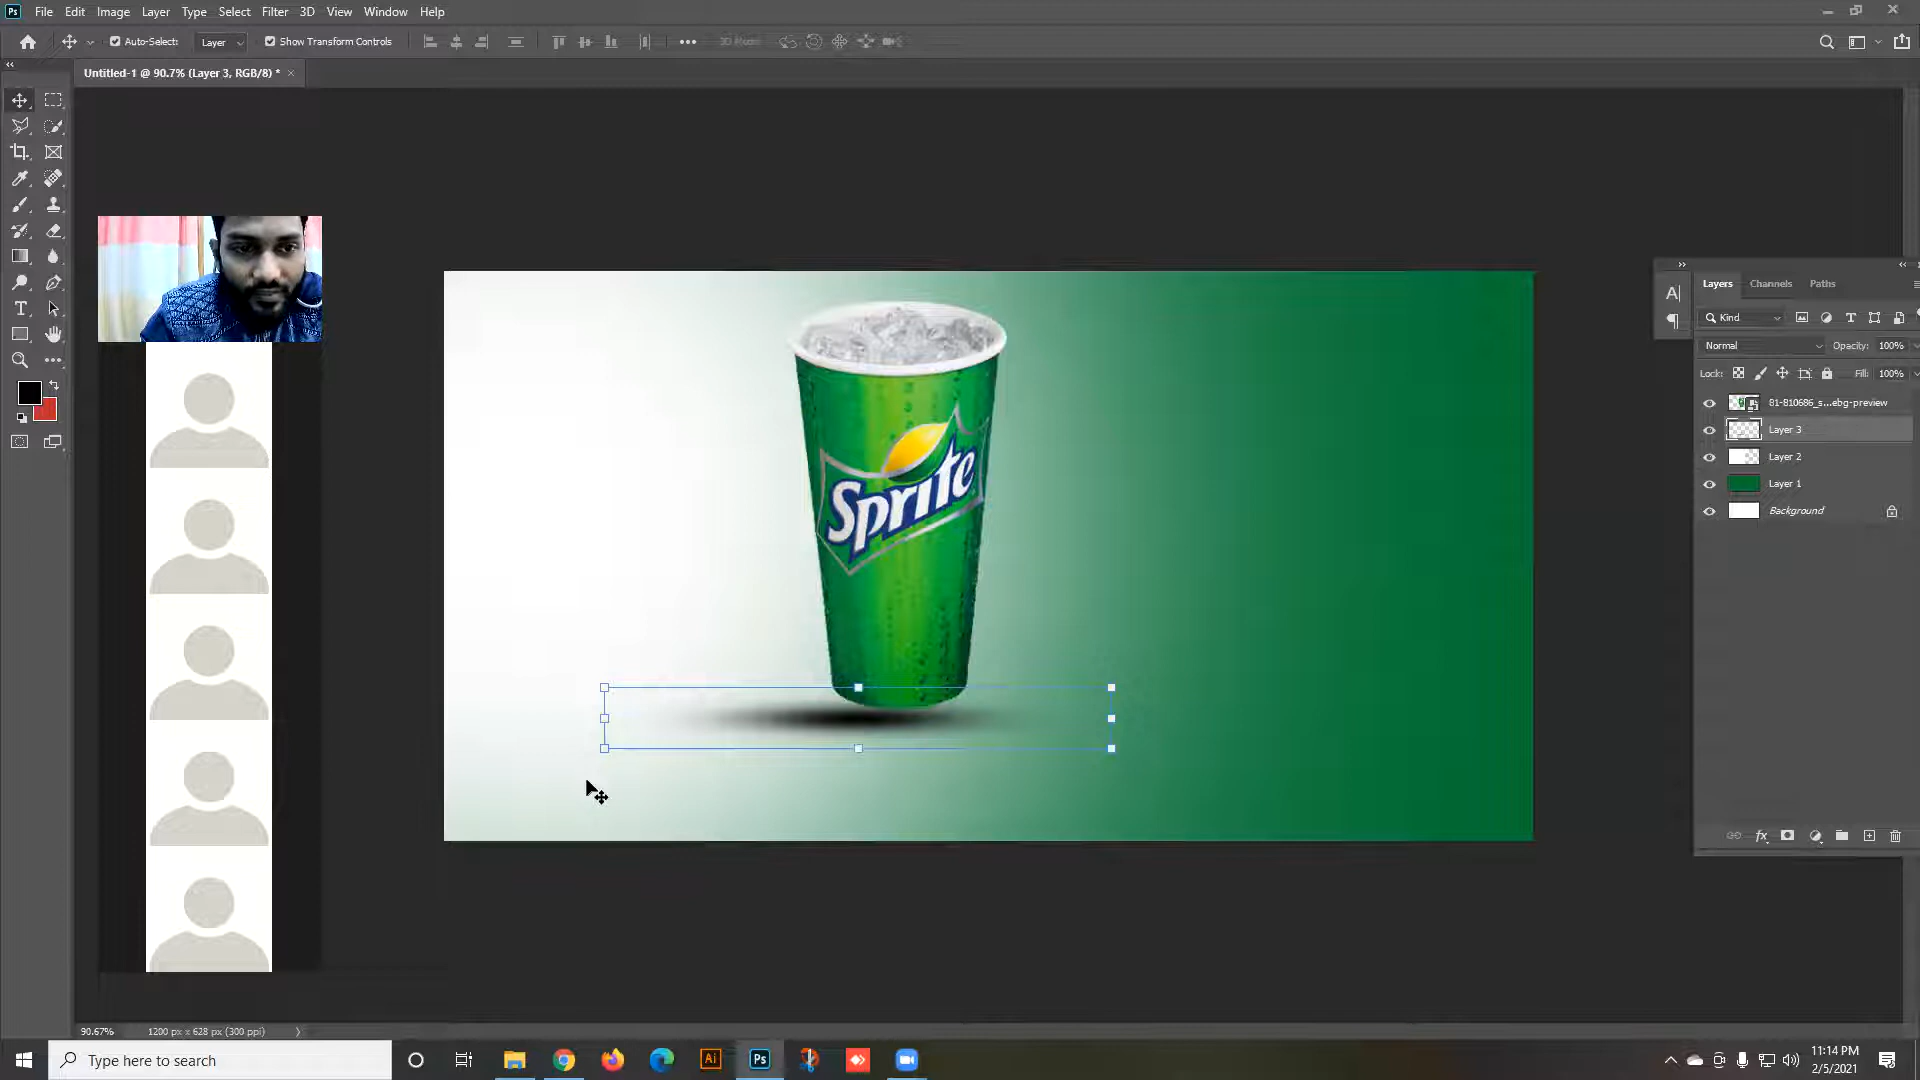 Ps File Edit Image Layer Type Select Filter 3D View Window Help
Auto-Select: Layer Show Transform Controls
Untitled-1 @ 90.7% (Layer 3, RGB/8) *
Sprite
Layers Channels Paths
Kind
Normal Opacity: 100%
Lock: Fill: 100%
81-810686_s...ebg-preview
Layer 3
Layer 2
Layer 1
Background
90.67% 1200 px x 628 px (300 ppi)
Type here to search
Ai Ps
11:14 PM
2/5/2021